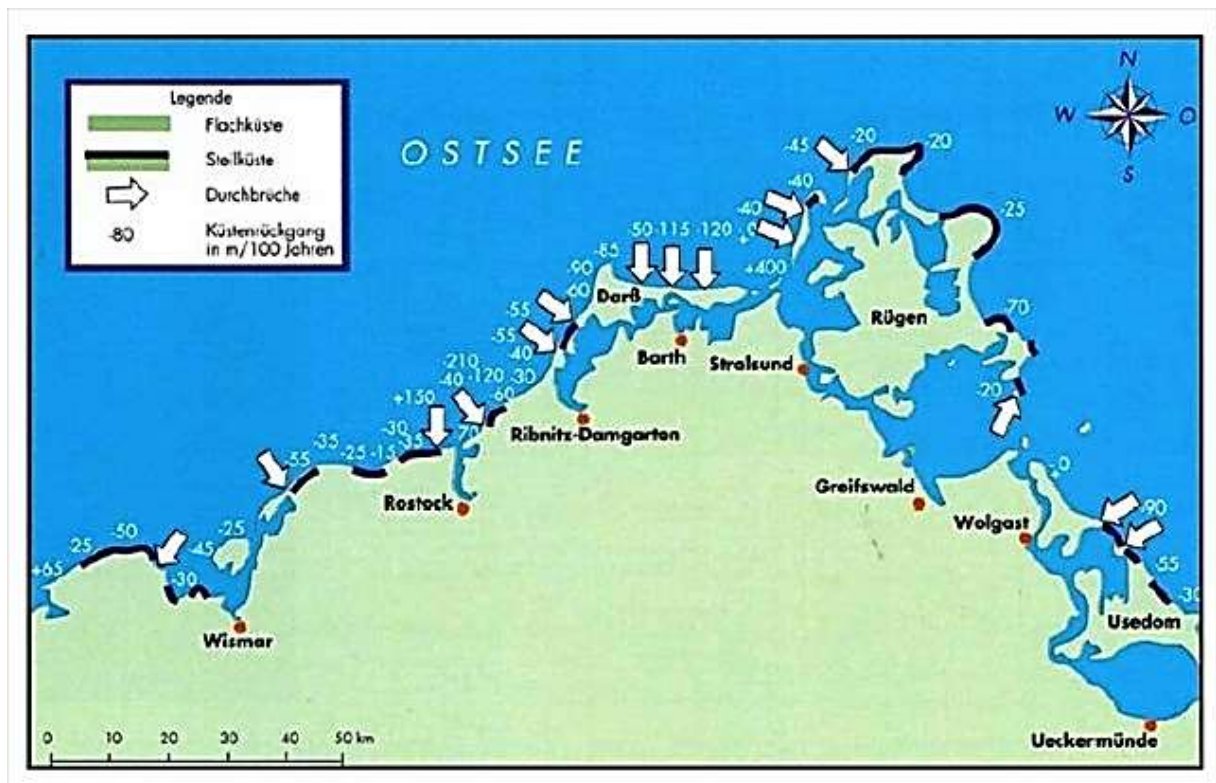 Legende
Flachküste
Steilküste
Durchbrüche
-80 Küstenrückgang
in m/100 Jahren
OSTSEE
N
W O
S
-45
-20
-20
-40
-40
-25
-50 -115 -120
+400
-85
-90
-60
Darß
Rügen
-55
-55
-40
-70
Barth
Stralsund
-210
-40 -120 -30
-60
+150
-20
-30
-35
-70
Ribnitz-Damgarten
-35
-55
-25 -15
Greifswald
Rostock
Wolgast
-90
-25
-50
-25
-45
+65
-30
-55
-30
Usedom
Wismar
Ueckermünde
0 10 20 30 50 km